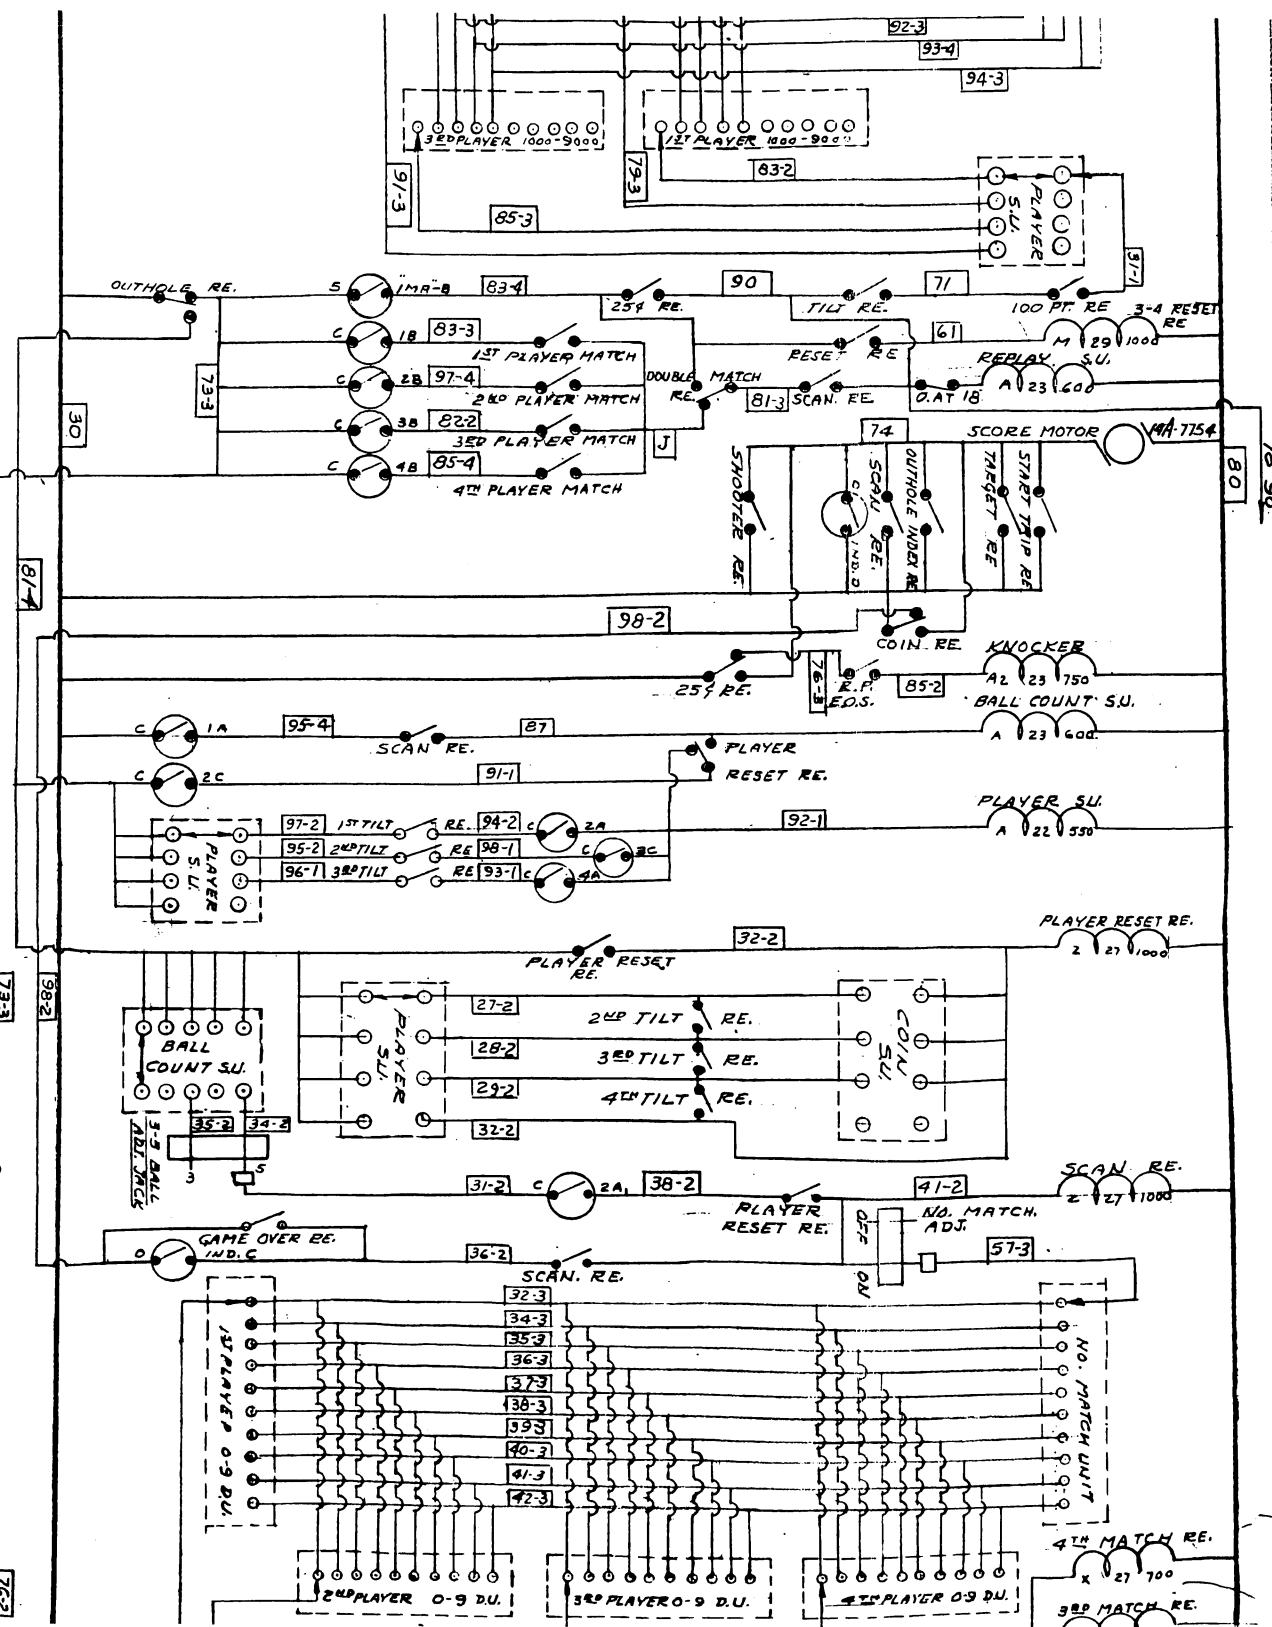 92-3
93-4
94-3
3RD PLAYER 1000-9000
1ST PLAYER 1000-9000
91-3
79-3
83-2
85-3
PLAYER
S.U.
31-1
OUTHOLE RE.
S
"1MA"-B
83-4
25¢ RE.
90
TILT RE.
71
100 PT. RE
3-4 RESET
RE
C
1B
83-3
1ST PLAYER MATCH
RESET RE
61
M 29 1000
REPLAY S.U.
73-3
C
2B
97-4
2ND PLAYER MATCH
DOUBLE MATCH
RE.
81-3
SCAN RE.
O.AT 18
A 23 600
30
C
3B
82-2
3ED PLAYER MATCH
J
74
SCORE MOTOR
14A-7754
C
4B
85-4
4TH PLAYER MATCH
80
SHOOTER RE.
C
IND. D
SCAN RE.
OUTHOLE INDEX RE
TARGET RE
START TRIP RE
81-4
98-2
COIN RE.
KNOCKER
25¢ RE.
76-3
R.P.
E.O.S.
85-2
A2 23 750
BALL COUNT S.U.
C
1A
95-4
SCAN RE.
87
A 23 600
PLAYER
RESET RE.
C
2C
91-1
PLAYER S.U.
97-2
1ST TILT
RE.
94-2
C
2A
92-1
A 22 550
95-2
2ND TILT
RE
98-1
C
3C
96-1
3RD TILT
RE
93-1
C
4A
PLAYER
S.U.
PLAYER RESET RE.
32-2
PLAYER RESET
RE.
Z 27 1000
73-3
98-2
BALL
COUNT S.U.
PLAYER
S.U.
27-2
2ND TILT RE.
28-2
3RD TILT RE.
29-2
4TH TILT RE.
32-2
COIN
S.U.
35-2
34-2
3-5 BALL
ADJ. JACK
3
5
31-2
C
2A
38-2
PLAYER
RESET RE.
41-2
SCAN RE.
Z 27 1000
OFF ON
NO. MATCH.
ADJ.
GAME OVER RE.
O
IND. C
36-2
SCAN. RE.
57-3
1ST PLAYEP 0-9 D.U.
32-3
34-3
35-3
36-3
37-3
38-3
39-3
40-3
41-3
42-3
NO. MATCH UNIT
4TH MATCH RE.
X 27 700
76-2
2ND PLAYER 0-9 D.U.
3RD PLAYER 0-9 D.U.
4TH PLAYER 0-9 D.U.
3RD MATCH RE.